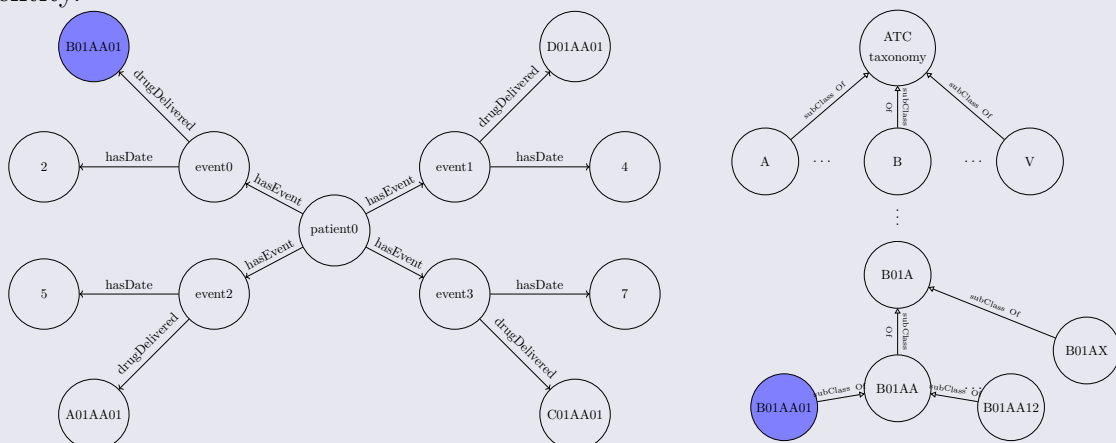 B01AA01
D01AA01
drugDelivered
drugDelivered
2
hasDate
event0
event1
hasDate
4
hasEvent
hasEvent
patient0
hasEvent
hasEvent
5
hasDate
event2
event3
hasDate
7
drugDelivered
drugDelivered
A01AA01
C01AA01
ATC
taxonomy
subClass Of
subClass
Of
subClass Of
A
...
B
...
V
...
B01A
subClass Of
subClass
Of
B01AX
B01AA
B01AA01
subClass Of
subClass Of
...
B01AA12